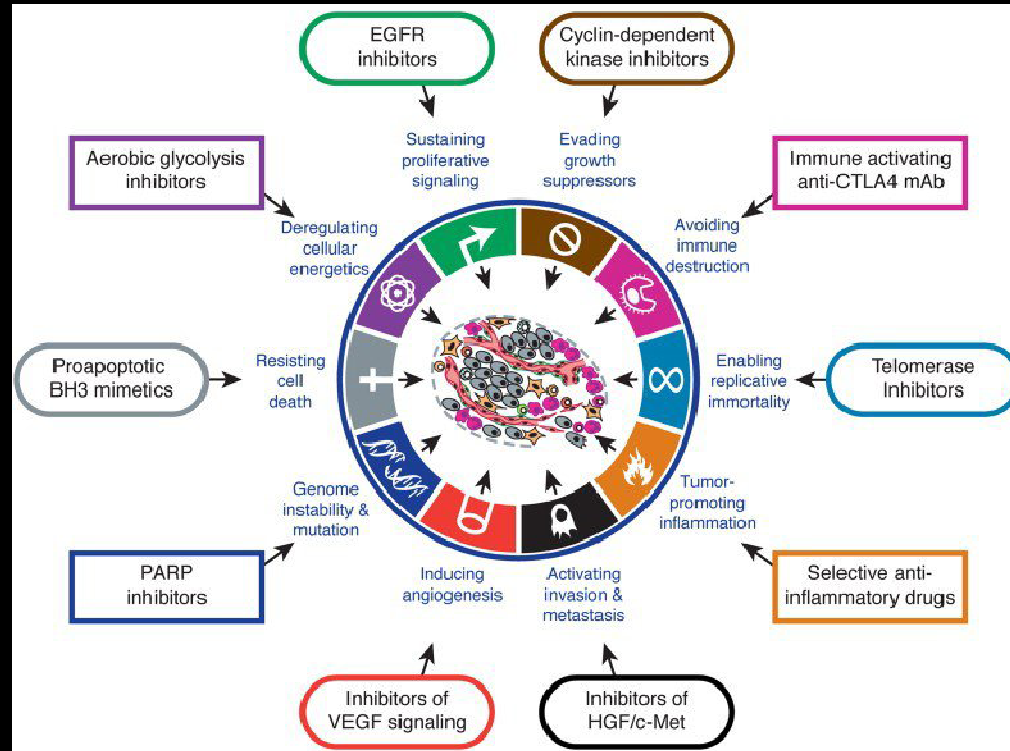 EGFR
inhibitors
Cyclin-dependent
kinase inhibitors
Sustaining
proliferative
signaling
Evading
growth
suppressors
Aerobic glycolysis
inhibitors
Immune activating
anti-CTLA4 mAb
Deregulating
cellular
energetics
Avoiding
immune
destruction
Proapoptotic
BH3 mimetics
Resisting
cell
death
Enabling
replicative
immortality
Telomerase
Inhibitors
Genome
instability &
mutation
Tumor-
promoting
inflammation
PARP
inhibitors
Inducing
angiogenesis
Activating
invasion &
metastasis
Selective anti-
inflammatory drugs
Inhibitors of
VEGF signaling
Inhibitors of
HGF/c-Met